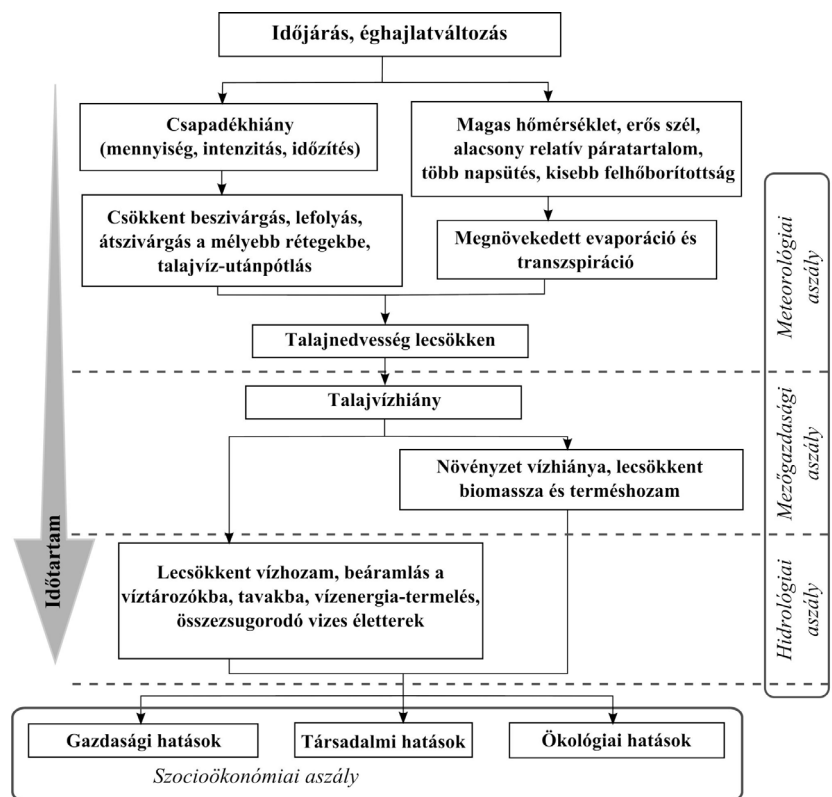 Időjárás, éghajlatváltozás
Csapadékhiány
(mennyiség, intenzitás, időzítés)
Magas hőmérséklet, erős szél,
alacsony relatív páratartalom,
több napsütés, kisebb felhőborítottság
Csökkent beszivárgás, lefolyás,
átszivárgás a mélyebb rétegekbe,
talajvíz-utánpótlás
Megnövekedett evaporáció és
transzspiráció
Talajnedvesség lecsökken
Meteorológiai
aszály
Talajvízhiány
Növényzet vízhiánya, lecsökkent
biomassza és terméshozam
Mezőgazdasági
aszály
Időtartam
Lecsökkent vízhozam, beáramlás a
víztározókba, tavakba, vízenergia-termelés,
összezsugorodó vizes életterek
Hidrológiai
aszály
Gazdasági hatások
Társadalmi hatások
Ökológiai hatások
Szocioökonómiai aszály